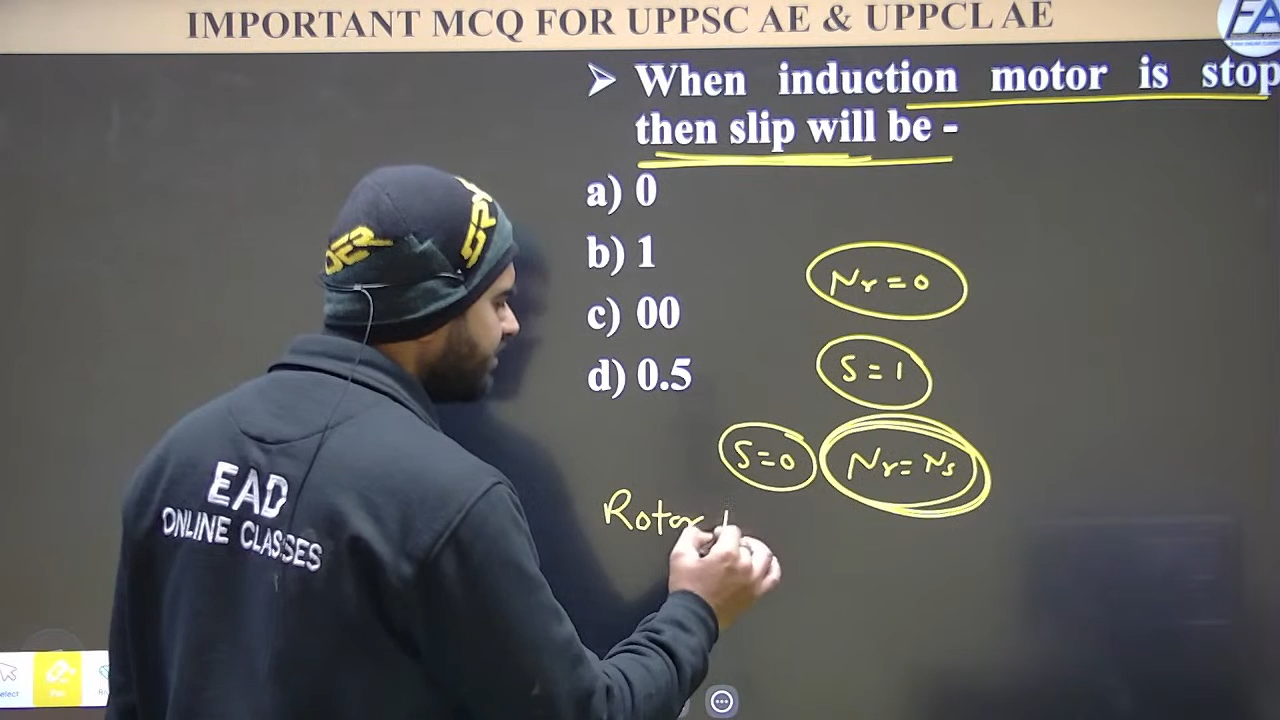 IMPORTANT MCQ FOR UPPSC AE & UPPCL AE
EA
➢ When induction motor is stop
then slip will be -
a) 0
b) 1
c) 00
d) 0.5
Nr = 0
S = 1
S=0
Nr = Ns
Rotor
EAD
ONLINE CLASSES